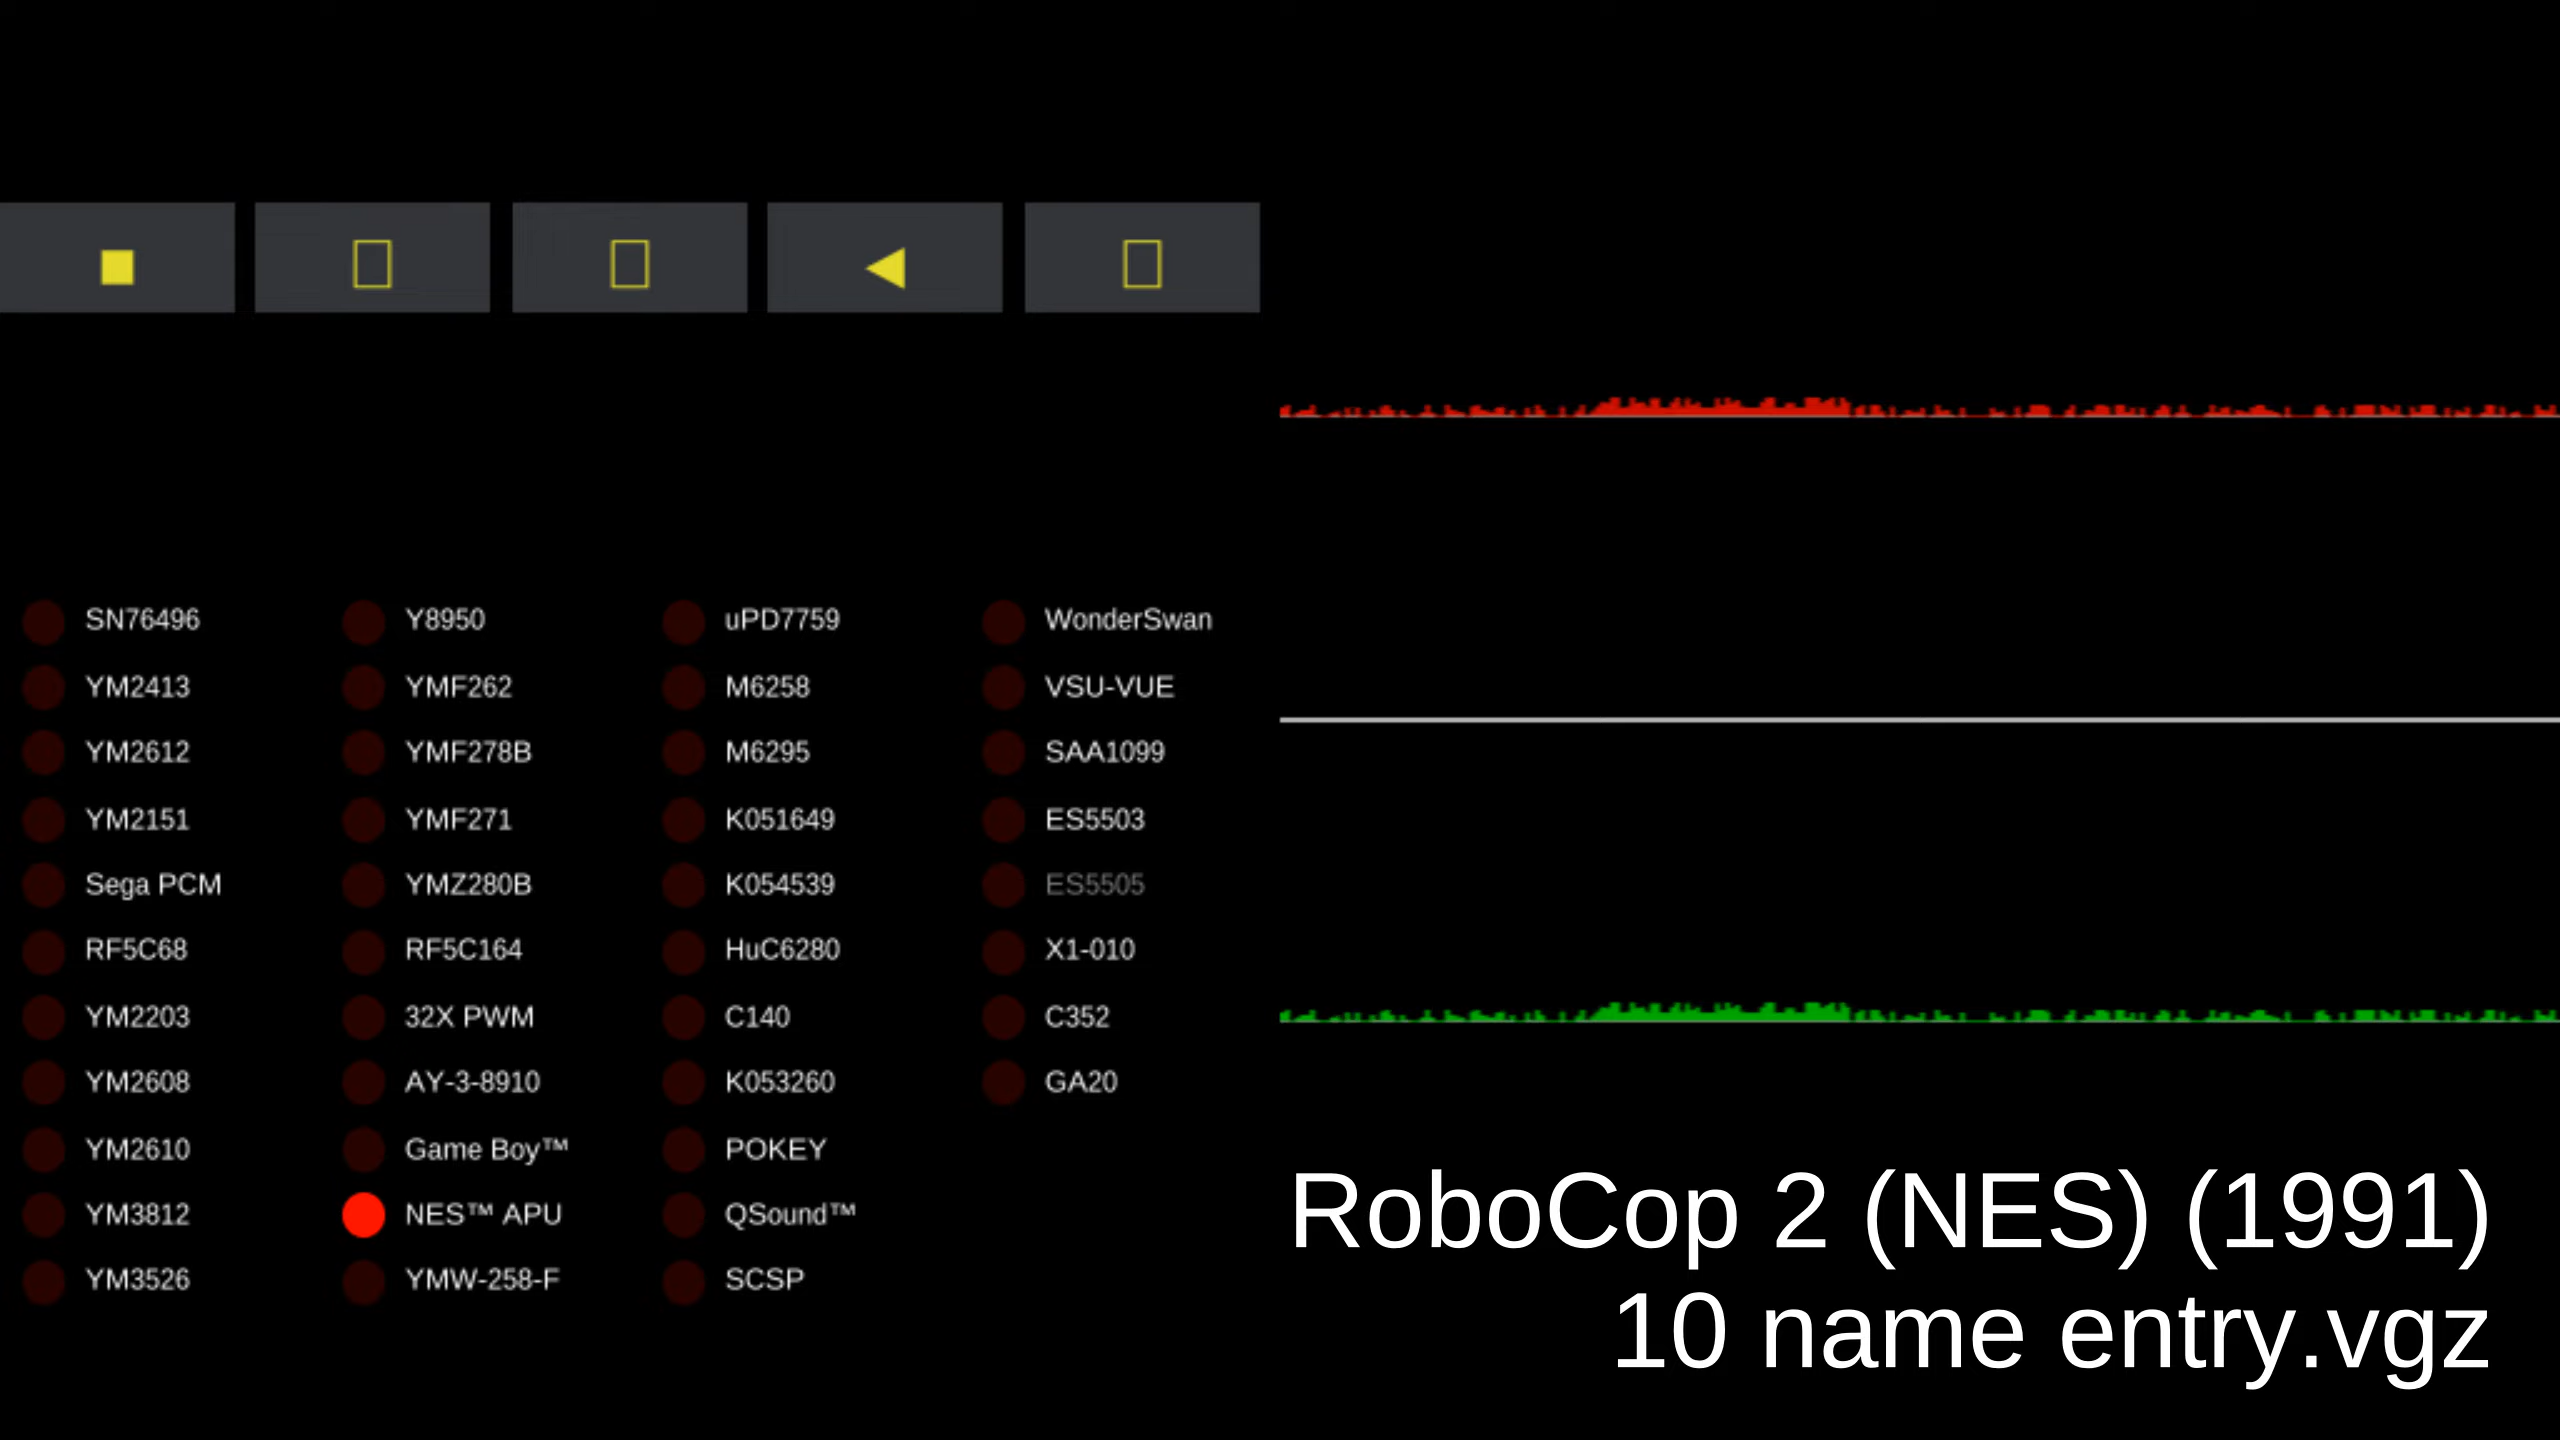 SN76496
YM2413
YM2612
YM2151
Sega PCM
RF5C68
YM2203
YM2608
YM2610
YM3812
YM3526
Y8950
YMF262
YMF278B
YMF271
YMZ280B
RF5C164
32X PWM
AY-3-8910
Game Boy™
NES™ APU
YMW-258-F
uPD7759
M6258
M6295
K051649
K054539
HuC6280
C140
K053260
POKEY
QSound™
SCSP
WonderSwan
VSU-VUE
SAA1099
ES5503
ES5505
X1-010
C352
GA20
RoboCop 2 (NES) (1991)
10 name entry.vgz